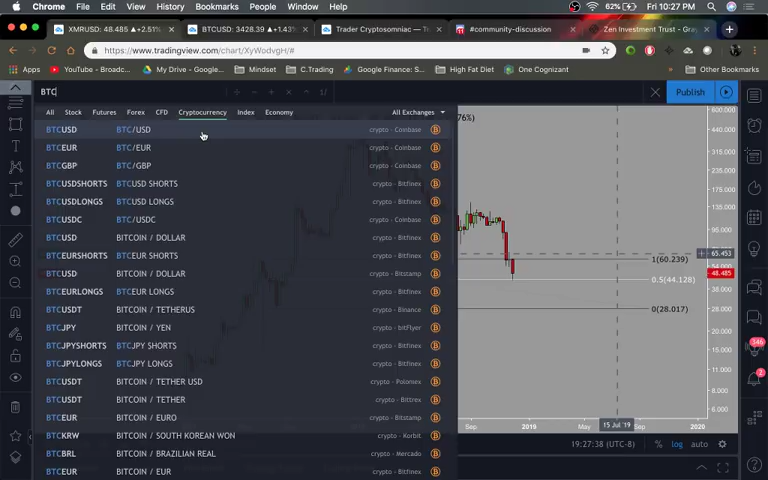 Chrome File Edit View History Bookmarks People Window Help 62% Fri 10:27 PM
XMRUSD: 48.485 ▲+2.51% × BTCUSD: 3428.39 ▲+1.43% × Trader Cryptosomniac — × #community-discussion × Zen Investment Trust - Gray ×
https://www.tradingview.com/chart/XyWodvgH/#
Apps YouTube - Broadc... My Drive - Google... Mindset C.Trading Google Finance: S... High Fat Diet One Cognizant Other Bookmarks
BTC Publish
All Stock Futures Forex CFD Cryptocurrency Index Economy All Exchanges
76%)
BTCUSD BTC/USD crypto - Coinbase
BTCEUR BTC/EUR crypto - Coinbase
BTCGBP BTC/GBP crypto - Coinbase
BTCUSDSHORTS BTCUSD SHORTS crypto - Bitfinex
BTCUSDLONGS BTCUSD LONGS crypto - Bitfinex
BTCUSDC BTC/USDC crypto - Coinbase
BTCUSD BITCOIN / DOLLAR crypto - Bitfinex
BTCEURSHORTS BTCEUR SHORTS crypto - Bitfinex
BTCUSD BITCOIN / DOLLAR crypto - Bitstamp
BTCEURLONGS BTCEUR LONGS crypto - Bitfinex
BTCUSDT BITCOIN / TETHERUS crypto - Binance
BTCJPY BITCOIN / YEN crypto - bitFlyer
BTCJPYSHORTS BTCJPY SHORTS crypto - Bitfinex
BTCJPYLONGS BTCJPY LONGS crypto - Bitfinex
BTCUSDT BITCOIN / TETHER USD crypto - Poloniex
BTCUSDT BITCOIN / TETHER crypto - Bittrex
BTCEUR BITCOIN / EURO crypto - Bitstamp
BTCKRW BITCOIN / SOUTH KOREAN WON crypto - Korbit
BTCBRL BITCOIN / BRAZILIAN REAL crypto - Mercado
BTCEUR BITCOIN / EUR crypto - Bitfinex
600.000
325.000
235.000
175.000
130.000
96.000
65.453
1(60.239)
48.485
0.5(44.128)
38.000
0(28.017)
28.000
20.000
15.000
11.000
8.000
6.000
346
Sep 2019 May 15 Jul '19 Sep 2020
19:27:38 (UTC-8) % log auto